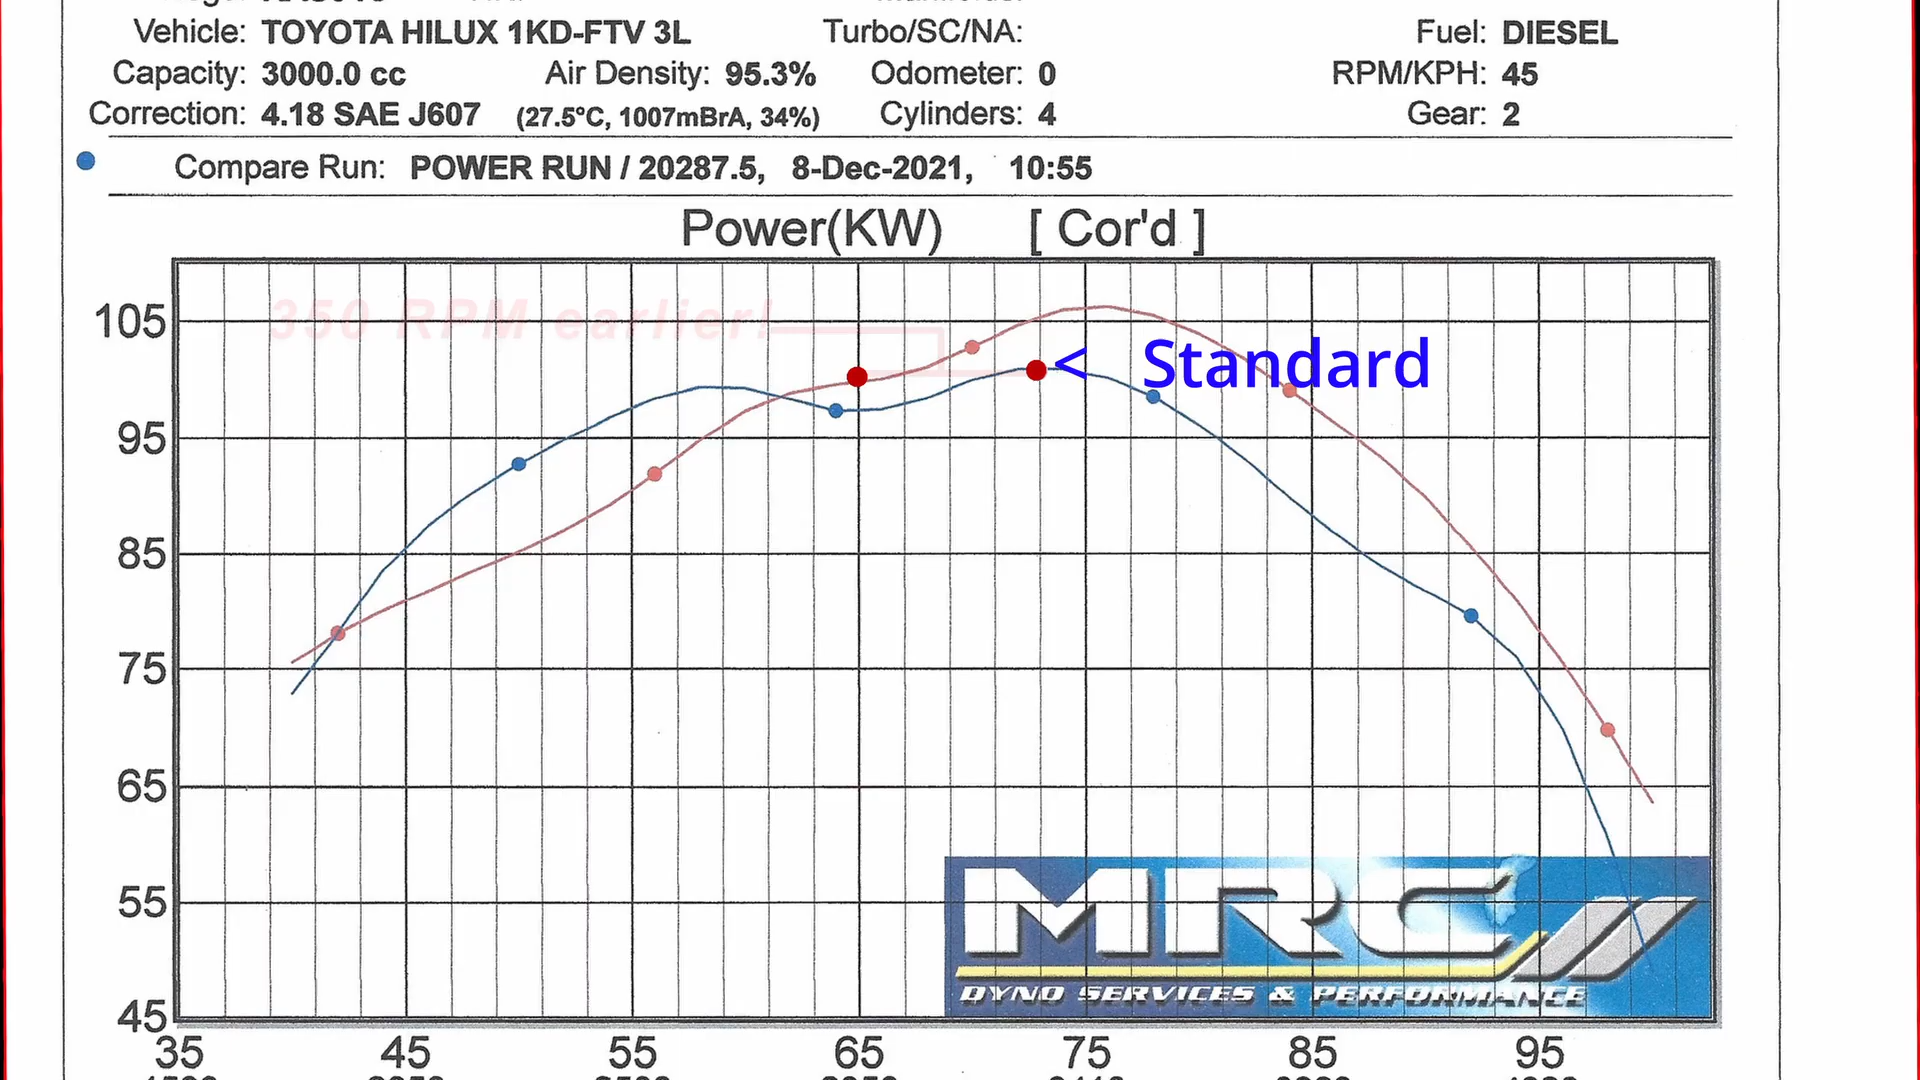 Vehicle: TOYOTA HILUX 1KD-FTV 3L Turbo/SC/NA: Fuel: DIESEL
Capacity: 3000.0 cc Air Density: 95.3% Odometer: 0 RPM/KPH: 45
Correction: 4.18 SAE J607 (27.5°C, 1007mBrA, 34%) Cylinders: 4 Gear: 2
Compare Run: POWER RUN / 20287.5, 8-Dec-2021, 10:55
Power(KW) [ Cor'd ]
105
350 RPM earlier!
< Standard
95
85
75
65
55
45
MRC
DYNO SERVICES & PERFORMANCE
35 45 55 65 75 85 95